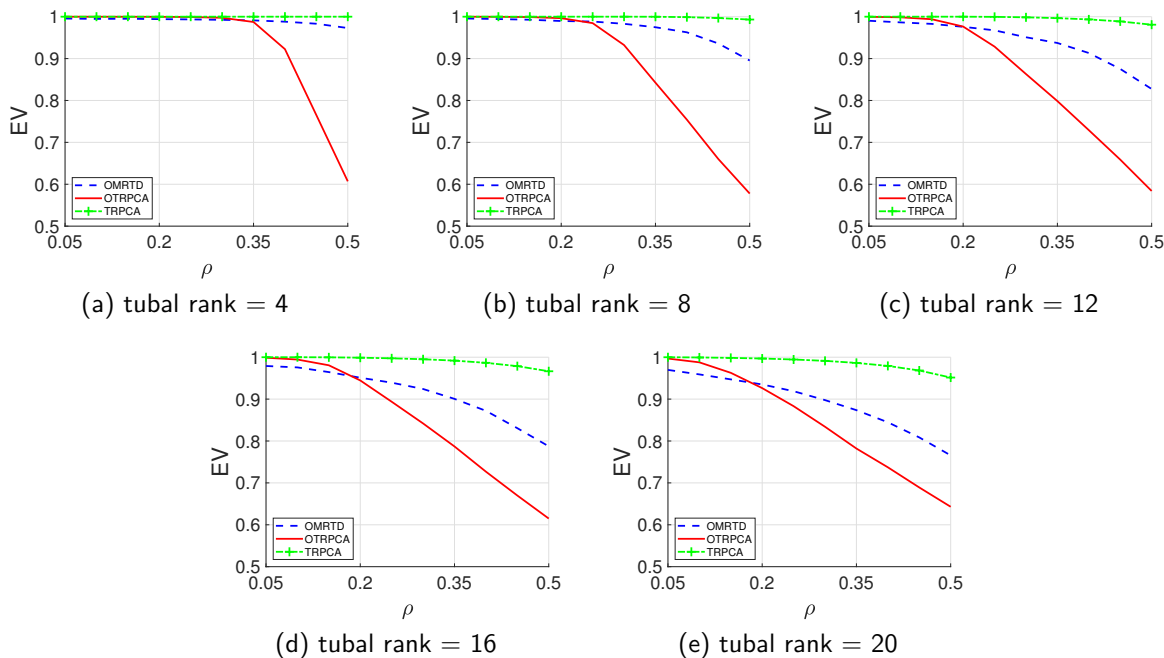 EV
1
0.9
0.8
0.7
0.6
0.5
OMRTD
OTRPCA
TRPCA
0.05 0.2 0.35 0.5
ρ
(a) tubal rank = 4
EV
1
0.9
0.8
0.7
0.6
0.5
OMRTD
OTRPCA
TRPCA
0.05 0.2 0.35 0.5
ρ
(b) tubal rank = 8
EV
1
0.9
0.8
0.7
0.6
0.5
OMRTD
OTRPCA
TRPCA
0.05 0.2 0.35 0.5
ρ
(c) tubal rank = 12
EV
1
0.9
0.8
0.7
0.6
0.5
OMRTD
OTRPCA
TRPCA
0.05 0.2 0.35 0.5
ρ
(d) tubal rank = 16
EV
1
0.9
0.8
0.7
0.6
0.5
OMRTD
OTRPCA
TRPCA
0.05 0.2 0.35 0.5
ρ
(e) tubal rank = 20